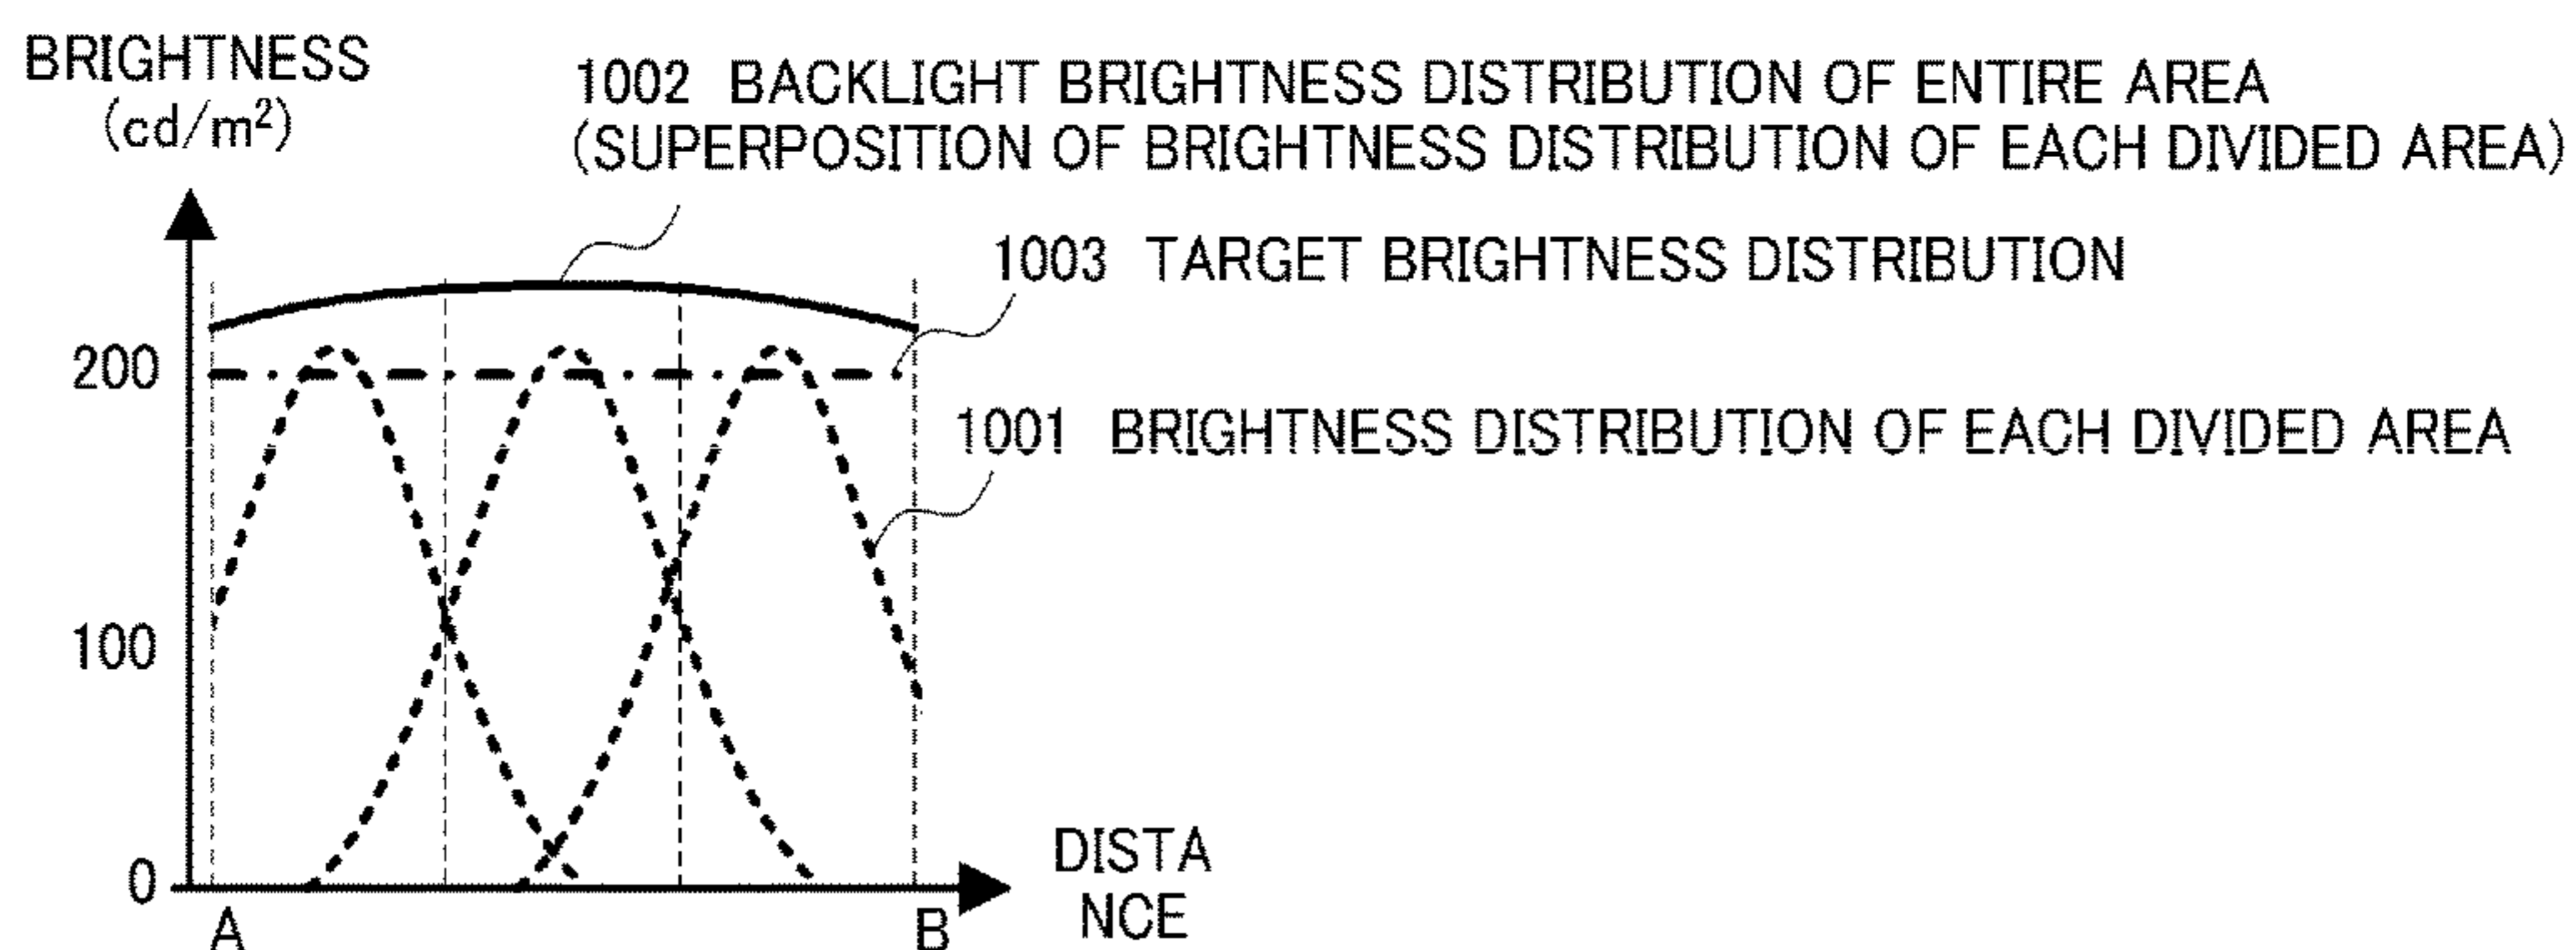 BRIGHTNESS
(cd/m²)
1002 BACKLIGHT BRIGHTNESS DISTRIBUTION OF ENTIRE AREA
(SUPERPOSITION OF BRIGHTNESS DISTRIBUTION OF EACH DIVIDED AREA)
1003 TARGET BRIGHTNESS DISTRIBUTION
200
1001 BRIGHTNESS DISTRIBUTION OF EACH DIVIDED AREA
100
0
DISTA
NCE
A
B